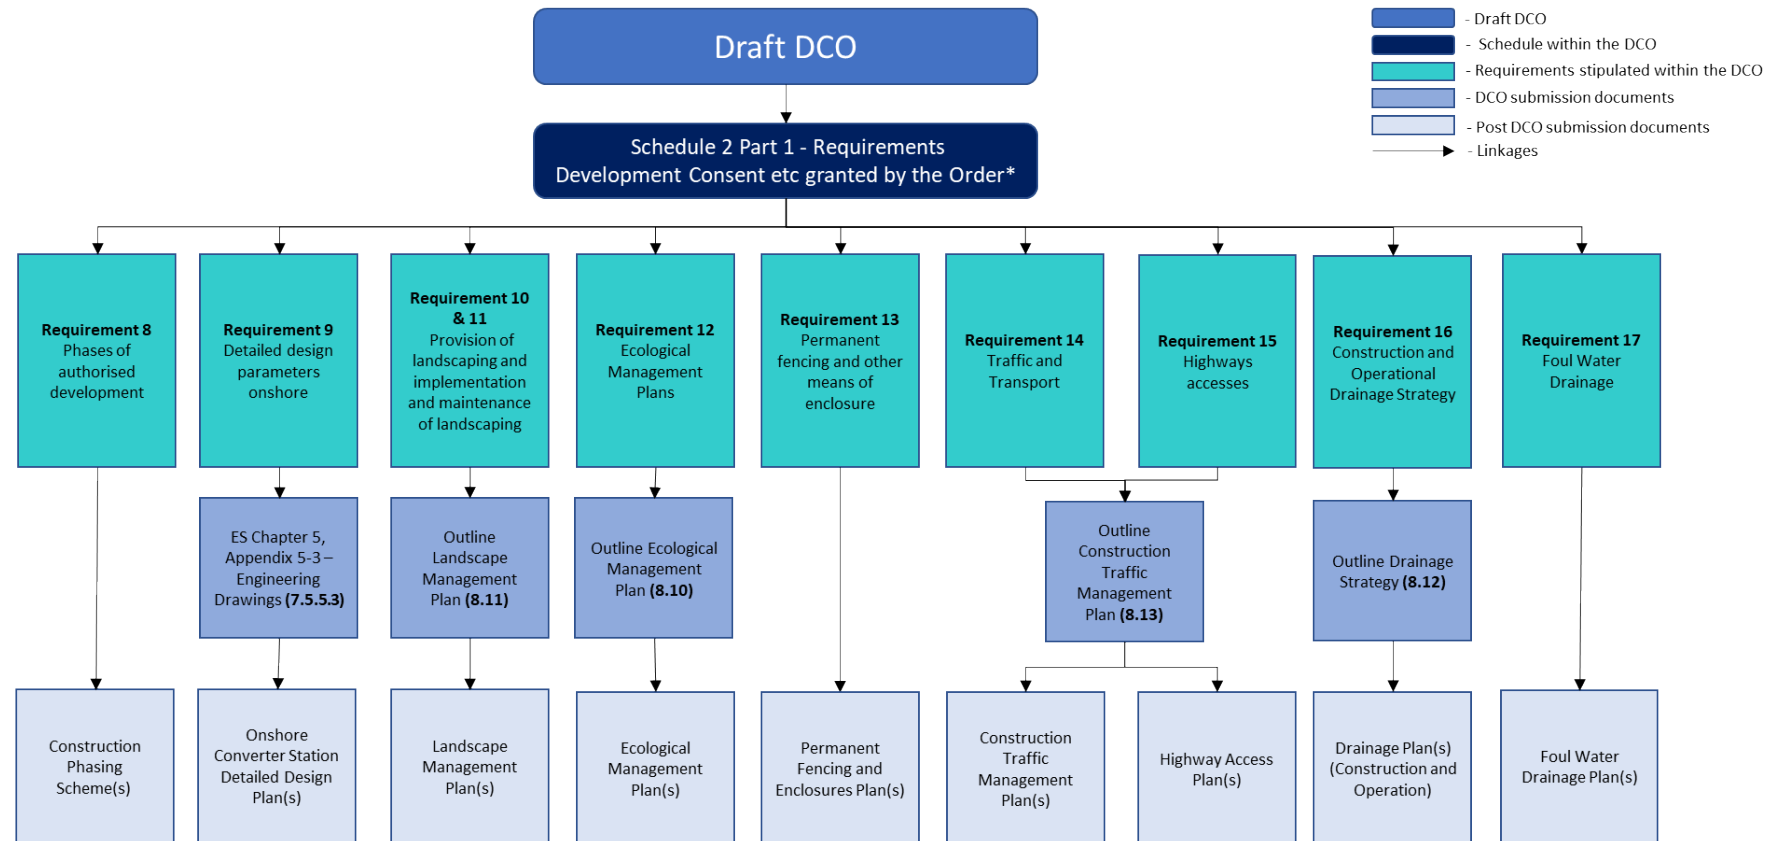 Draft DCO
- Draft DCO
- Schedule within the DCO
- Requirements stipulated within the DCO
- DCO submission documents
- Post DCO submission documents
- Linkages
Schedule 2 Part 1 - Requirements
Development Consent etc granted by the Order*
Requirement 8
Phases of
authorised
development
Requirement 9
Detailed design
parameters
onshore
Requirement 10
& 11
Provision of
landscaping and
implementation
and maintenance
of landscaping
Requirement 12
Ecological
Management
Plans
Requirement 13
Permanent
fencing and other
means of
enclosure
Requirement 14
Traffic and
Transport
Requirement 15
Highways
accesses
Requirement 16
Construction and
Operational
Drainage Strategy
Requirement 17
Foul Water
Drainage
ES Chapter 5,
Appendix 5-3 –
Engineering
Drawings (7.5.5.3)
Outline
Landscape
Management
Plan (8.11)
Outline Ecological
Management
Plan (8.10)
Outline
Construction
Traffic
Management
Plan (8.13)
Outline Drainage
Strategy (8.12)
Construction
Phasing
Scheme(s)
Onshore
Converter Station
Detailed Design
Plan(s)
Landscape
Management
Plan(s)
Ecological
Management
Plan(s)
Permanent
Fencing and
Enclosures Plan(s)
Construction
Traffic
Management
Plan(s)
Highway Access
Plan(s)
Drainage Plan(s)
(Construction and
Operation)
Foul Water
Drainage Plan(s)